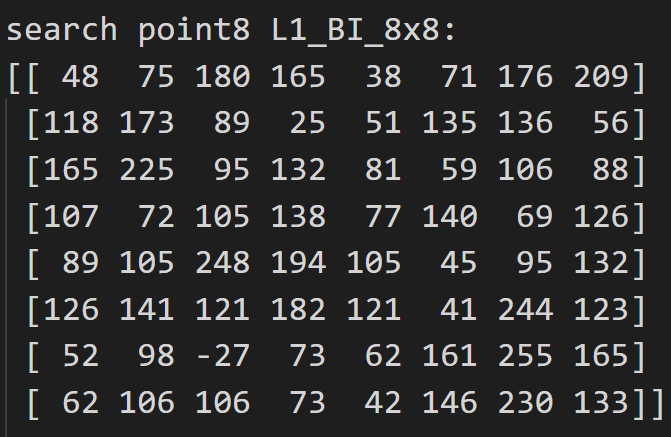 search point8 L1_BI_8x8:
[[ 48 75 180 165 38 71 176 209]
[118 173 89 25 51 135 136 56]
[165 225 95 132 81 59 106 88]
[107 72 105 138 77 140 69 126]
[ 89 105 248 194 105 45 95 132]
[126 141 121 182 121 41 244 123]
[ 52 98 -27 73 62 161 255 165]
[ 62 106 106 73 42 146 230 133]]